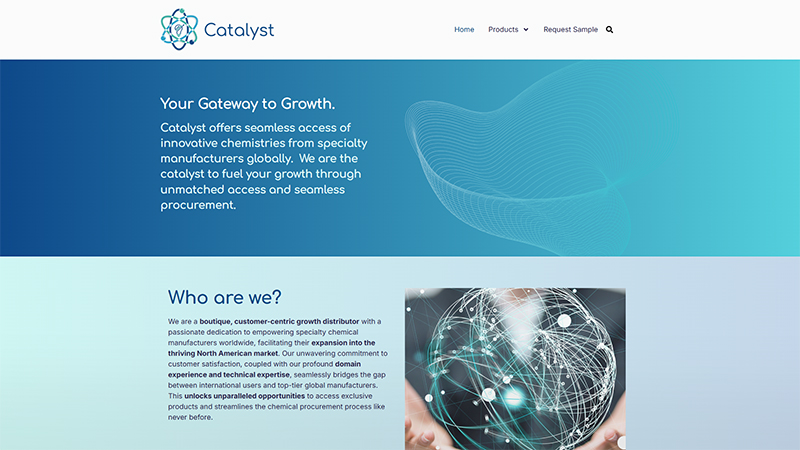 Catalyst
Home Products Request Sample
Your Gateway to Growth.
Catalyst offers seamless access of
innovative chemistries from specialty
manufacturers globally. We are the
catalyst to fuel your growth through
unmatched access and seamless
procurement.
Who are we?
We are a boutique, customer-centric growth distributor with a
passionate dedication to empowering specialty chemical
manufacturers worldwide, facilitating their expansion into the
thriving North American market. Our unwavering commitment to
customer satisfaction, coupled with our profound domain
experience and technical expertise, seamlessly bridges the gap
between international users and top-tier global manufacturers.
This unlocks unparalleled opportunities to access exclusive
products and streamlines the chemical procurement process like
never before.